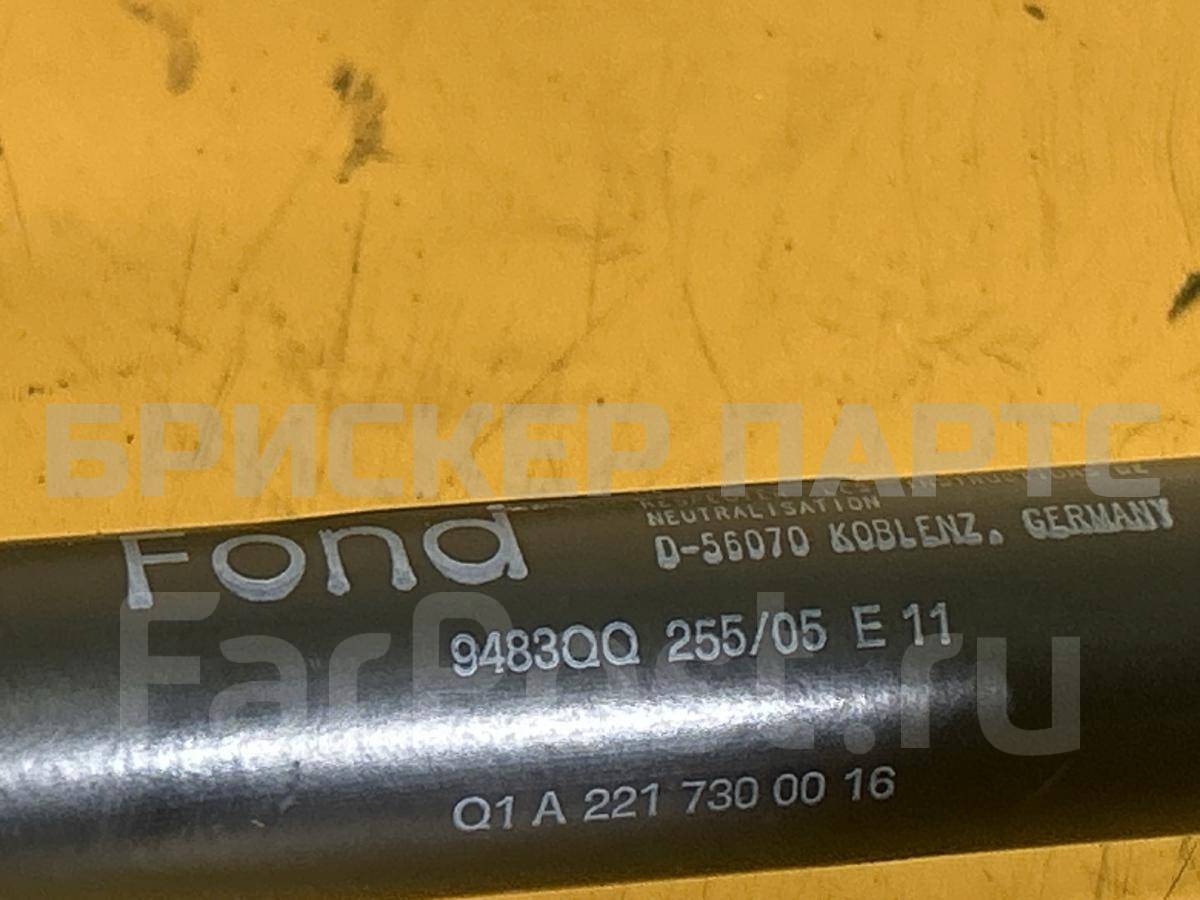 БРИСКЕР ПАРТС
NEUTRALISATION
Fond
D-56070 KOBLENZ. GERMANY
9483QQ 255/05 E 11
FarPost.ru
Q1 A 221 730 00 16